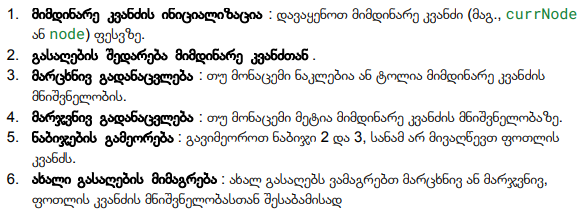 1. მიმდინარე კვანძის ინიციალიზაცია : დავაყენოთ მიმდინარე კვანძი (მაგ., currNode
ან node) ფესვზე.
2. გასაღების შედარება მიმდინარე კვანძთან .
3. მარცხნივ გადანაცვლება : თუ მონაცემი ნაკლებია ან ტოლია მიმდინარე კვანძის
მნიშვნელობის.
4. მარჯვნივ გადანაცვლება : თუ მონაცემი მეტია მიმდინარე კვანძის მნიშვნელობაზე.
5. ნაბიჯების გამეორება : გავიმეოროთ ნაბიჯი 2 და 3, სანამ არ მივაღწევთ ფოთლის
კვანძს.
6. ახალი გასაღების მიმაგრება : ახალ გასაღებს ვამაგრებთ მარცხნივ ან მარჯვნივ,
ფოთლის კვანძის მნიშვნელობასთან შესაბამისად